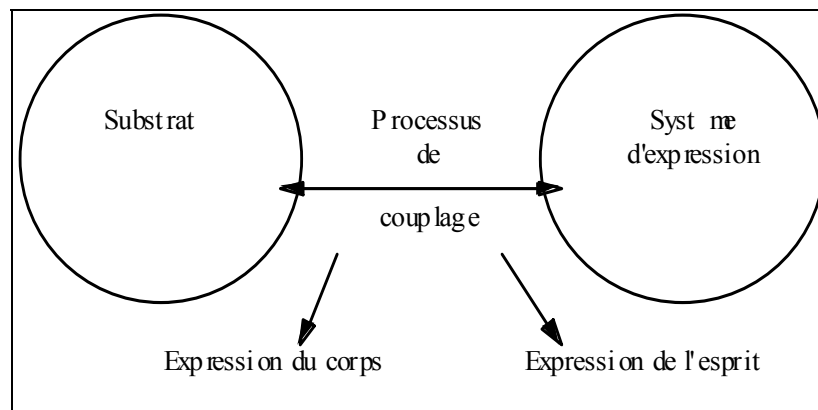 Substrat
Processus
de
couplage
Syst me
d'expression
Expression du corps
Expression de l'esprit